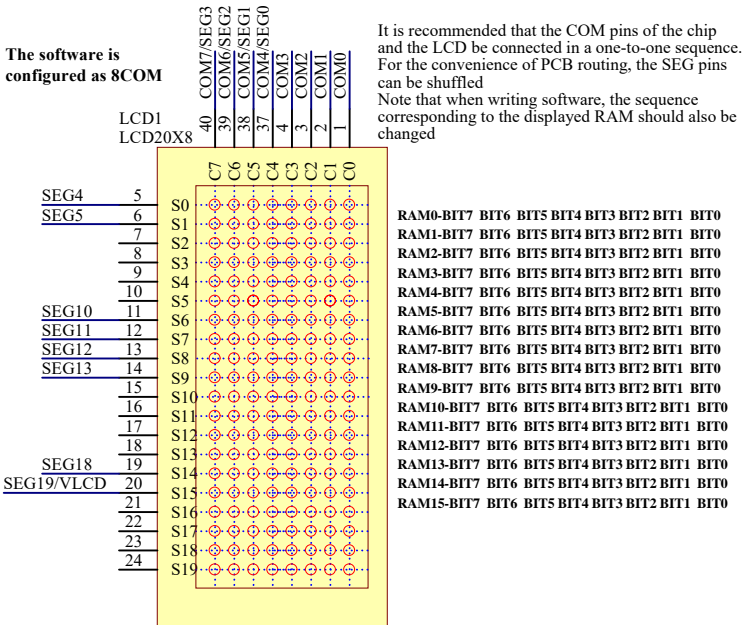 COM7/SEG3
COM6/SEG2
COM5/SEG1
COM4/SEG0
COM3
COM2
COM1
COM0
It is recommended that the COM pins of the chip
and the LCD be connected in a one-to-one sequence.
For the convenience of PCB routing, the SEG pins
can be shuffled
Note that when writing software, the sequence
corresponding to the displayed RAM should also be
changed
The software is
configured as 8COM
LCD1
LCD20X8
40 39 38 37 4 3 2 1
C7 C6 C5 C4 C3 C2 C1 C0
SEG4 5 S0
RAM0-BIT7 BIT6 BIT5 BIT4 BIT3 BIT2 BIT1 BIT0
SEG5 6 S1
RAM1-BIT7 BIT6 BIT5 BIT4 BIT3 BIT2 BIT1 BIT0
7 S2
RAM2-BIT7 BIT6 BIT5 BIT4 BIT3 BIT2 BIT1 BIT0
8 S3
RAM3-BIT7 BIT6 BIT5 BIT4 BIT3 BIT2 BIT1 BIT0
9 S4
RAM4-BIT7 BIT6 BIT5 BIT4 BIT3 BIT2 BIT1 BIT0
10 S5
RAM5-BIT7 BIT6 BIT5 BIT4 BIT3 BIT2 BIT1 BIT0
SEG10 11 S6
RAM6-BIT7 BIT6 BIT5 BIT4 BIT3 BIT2 BIT1 BIT0
SEG11 12 S7
RAM7-BIT7 BIT6 BIT5 BIT4 BIT3 BIT2 BIT1 BIT0
SEG12 13 S8
RAM8-BIT7 BIT6 BIT5 BIT4 BIT3 BIT2 BIT1 BIT0
SEG13 14 S9
RAM9-BIT7 BIT6 BIT5 BIT4 BIT3 BIT2 BIT1 BIT0
15 S10
RAM10-BIT7 BIT6 BIT5 BIT4 BIT3 BIT2 BIT1 BIT0
16 S11
RAM11-BIT7 BIT6 BIT5 BIT4 BIT3 BIT2 BIT1 BIT0
17 S12
RAM12-BIT7 BIT6 BIT5 BIT4 BIT3 BIT2 BIT1 BIT0
18 S13
RAM13-BIT7 BIT6 BIT5 BIT4 BIT3 BIT2 BIT1 BIT0
SEG18 19 S14
RAM14-BIT7 BIT6 BIT5 BIT4 BIT3 BIT2 BIT1 BIT0
SEG19/VLCD 20 S15
RAM15-BIT7 BIT6 BIT5 BIT4 BIT3 BIT2 BIT1 BIT0
21 S16
22 S17
23 S18
24 S19